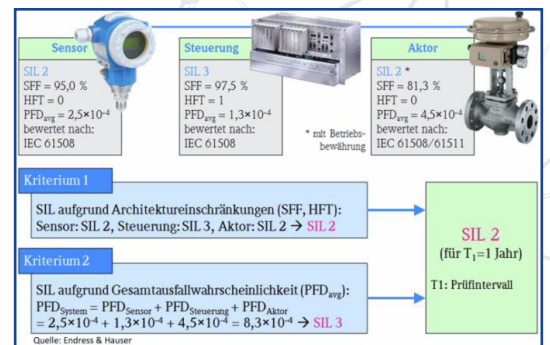 Sensor
SIL 2
SFF = 95,0 %
HFT = 0
PFDavg = 2,5×10⁻⁴
bewertet nach:
IEC 61508
Steuerung
SIL 3
SFF = 97,5 %
HFT = 1
PFDavg = 1,3×10⁻⁴
bewertet nach:
IEC 61508
* mit Betriebs-
bewährung
Aktor
SIL 2 *
SFF = 81,3 %
HFT = 0
PFDavg = 4,5×10⁻⁴
bewertet nach:
IEC 61508/61511
Kriterium 1
SIL aufgrund Architektureinschränkungen (SFF, HFT):
Sensor: SIL 2, Steuerung: SIL 3, Aktor: SIL 2 → SIL 2
Kriterium 2
SIL aufgrund Gesamtausfallwahrscheinlichkeit (PFDavg):
PFDSystem = PFDSensor + PFDSteuerung + PFDAktor
= 2,5×10⁻⁴ + 1,3×10⁻⁴ + 4,5×10⁻⁴ = 8,3×10⁻⁴ → SIL 3
SIL 2
(für T₁=1 Jahr)
T1: Prüfintervall
Quelle: Endress & Hauser